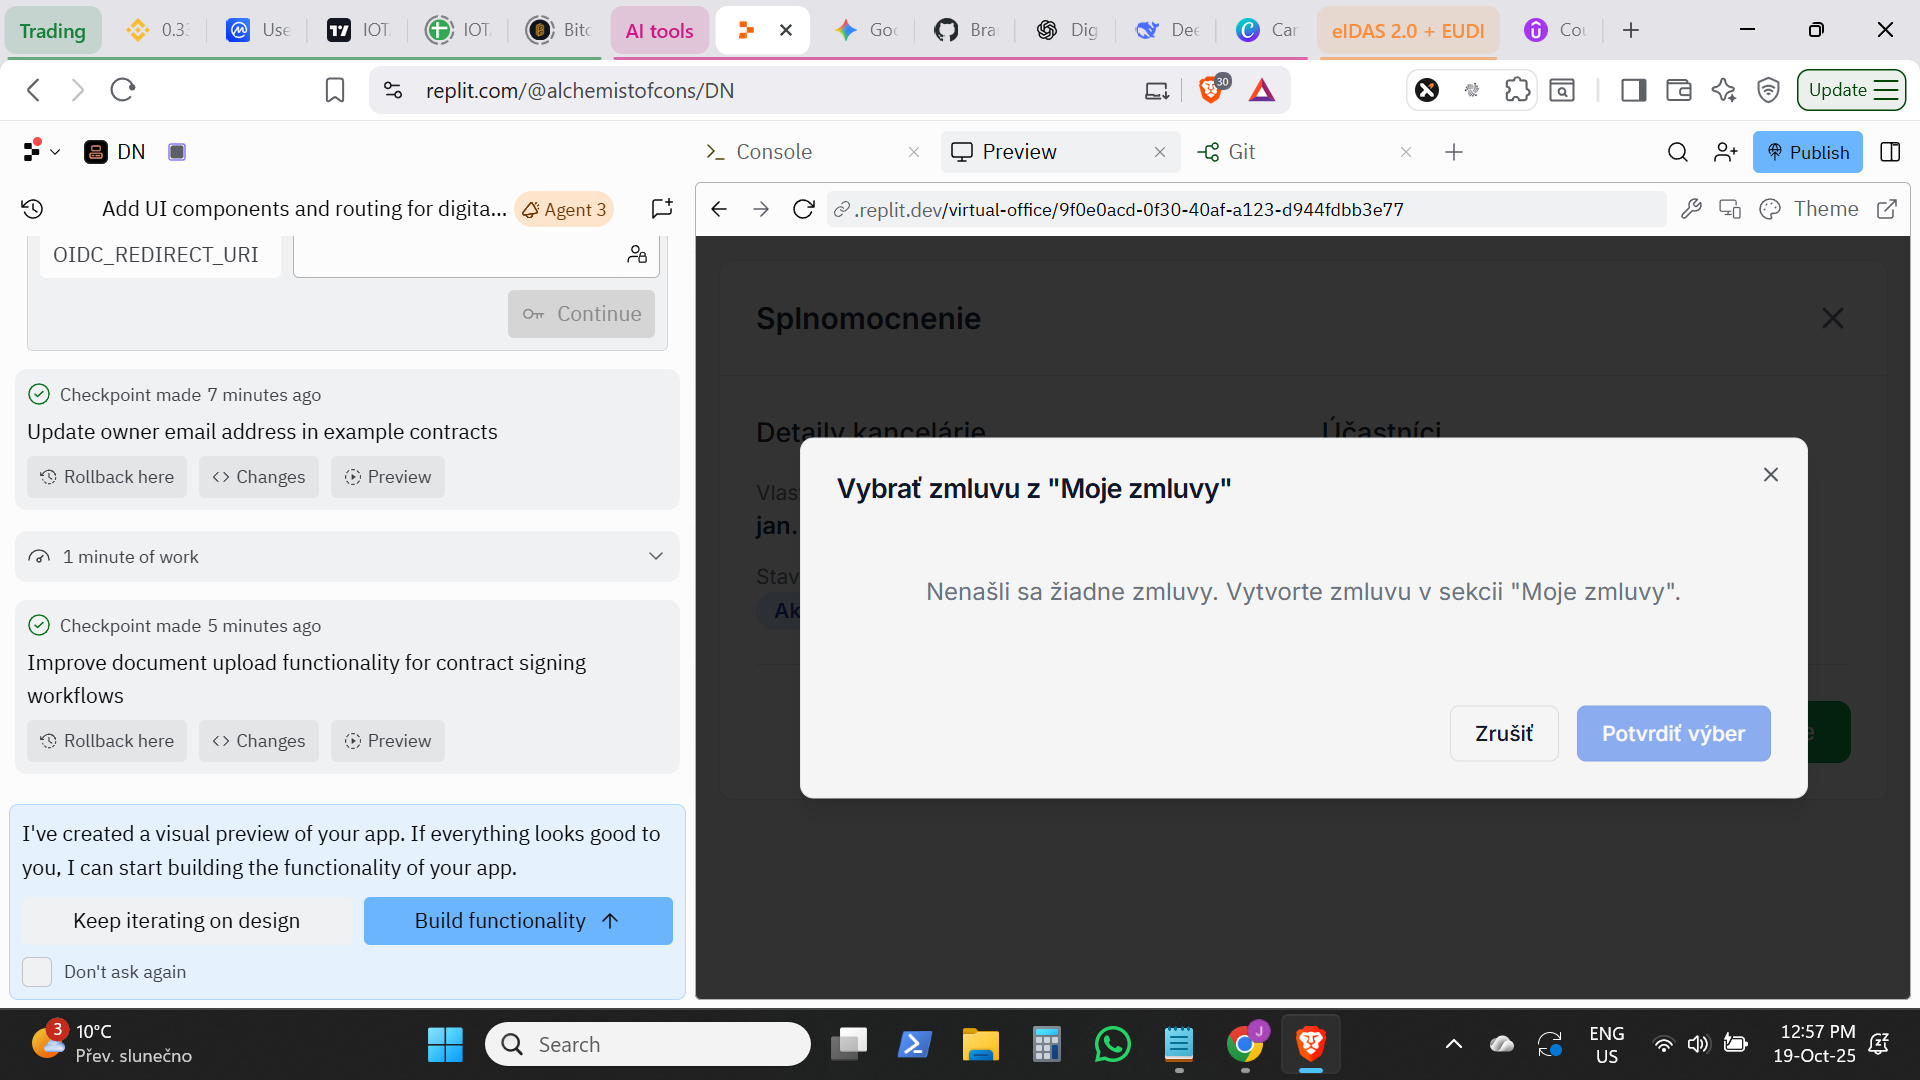 Trading
0.3
Use
IOT
IOT
Bitc
AI tools
Goo
Bra
Dig
Dee
Can
eIDAS 2.0 + EUDI
Cou
replit.com/@alchemistofcons/DN
30
Update
DN
Console
Preview
Git
Publish
Add UI components and routing for digita...
Agent 3
.replit.dev/virtual-office/9f0e0acd-0f30-40af-a123-d944fdbb3e77
Theme
OIDC_REDIRECT_URI
Continue
Checkpoint made 7 minutes ago
Update owner email address in example contracts
Rollback here
Changes
Preview
1 minute of work
Checkpoint made 5 minutes ago
Improve document upload functionality for contract signing
workflows
Rollback here
Changes
Preview
I've created a visual preview of your app. If everything looks good to
you, I can start building the functionality of your app.
Keep iterating on design
Build functionality
Don't ask again
Splnomocnenie
Detaily kancelárie
Účastníci
Vlas
jan.
Stav
Ak
Vybrať zmluvu z "Moje zmluvy"
Nenašli sa žiadne zmluvy. Vytvorte zmluvu v sekcii "Moje zmluvy".
Zrušiť
Potvrdiť výber
e
3
10°C
Přev. slunečno
Search
J
ENG
US
12:57 PM
19-Oct-25